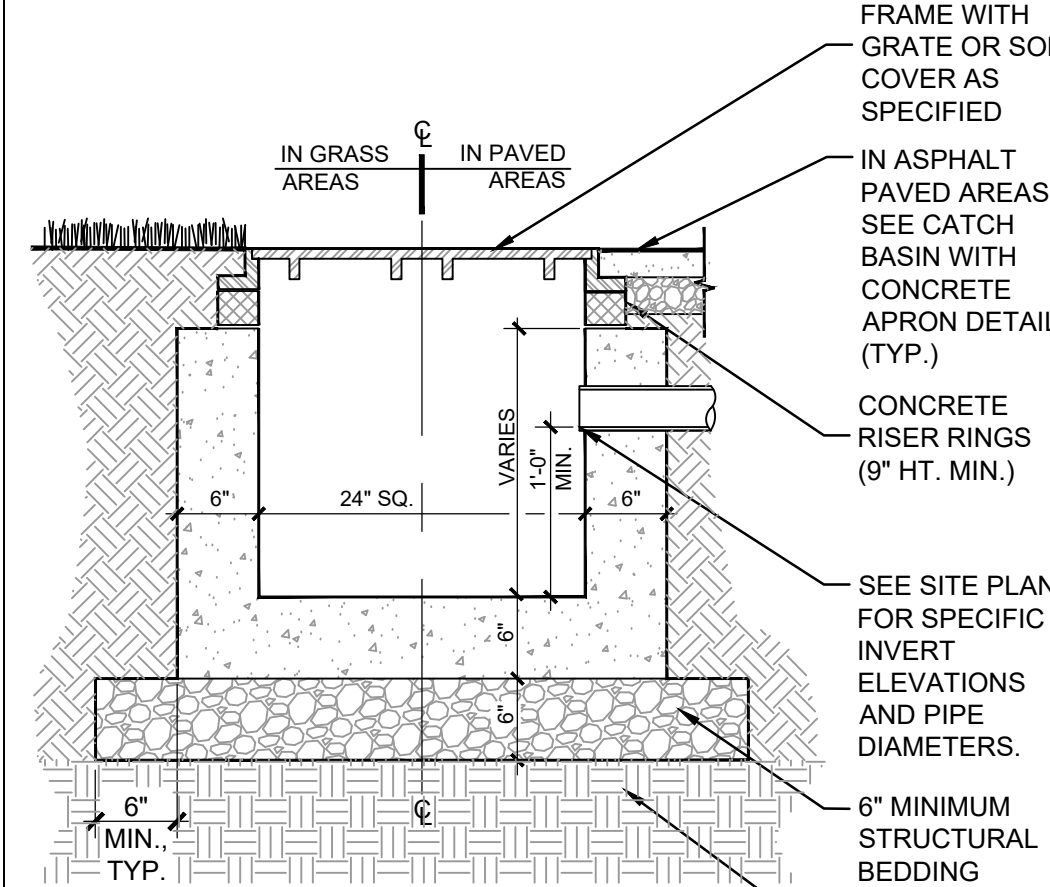 FRAME WITH
GRATE OR
COVER AS
SPECIFIED
℄
IN GRASS
AREAS
IN PAVED
AREAS
IN ASPHALT
PAVED AREAS
SEE CATCH
BASIN WITH
CONCRETE
APRON DETAIL
(TYP.)
CONCRETE
RISER RINGS
(9" HT. MIN.)
VARIES
1'-0"
MIN.
6"
24" SQ.
6"
SEE SITE PLAN
FOR SPECIFIC
INVERT
ELEVATIONS
AND PIPE
DIAMETERS.
6"
6"
6"
MIN.,
TYP.
℄
6" MINIMUM
STRUCTURAL
BEDDING